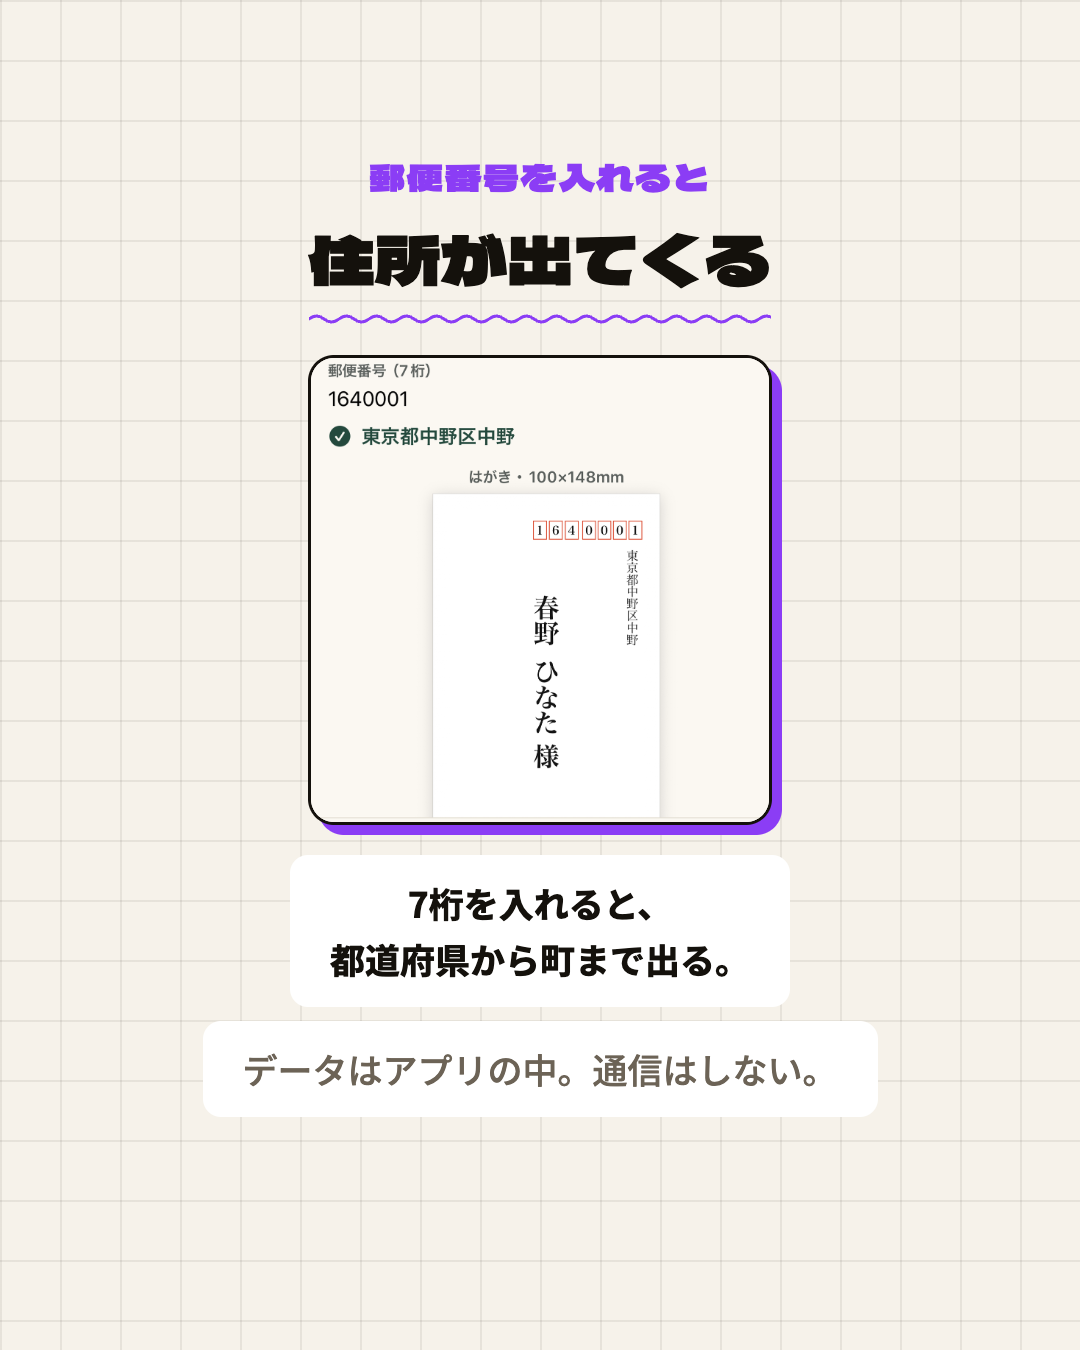 郵便番号を入れると
住所が出てくる
郵便番号（7桁）
1640001
東京都中野区中野
はがき・100×148mm
1640001
東京都中野区中野
春野 ひなた 様
7桁を入れると、
都道府県から町まで出る。
データはアプリの中。通信はしない。